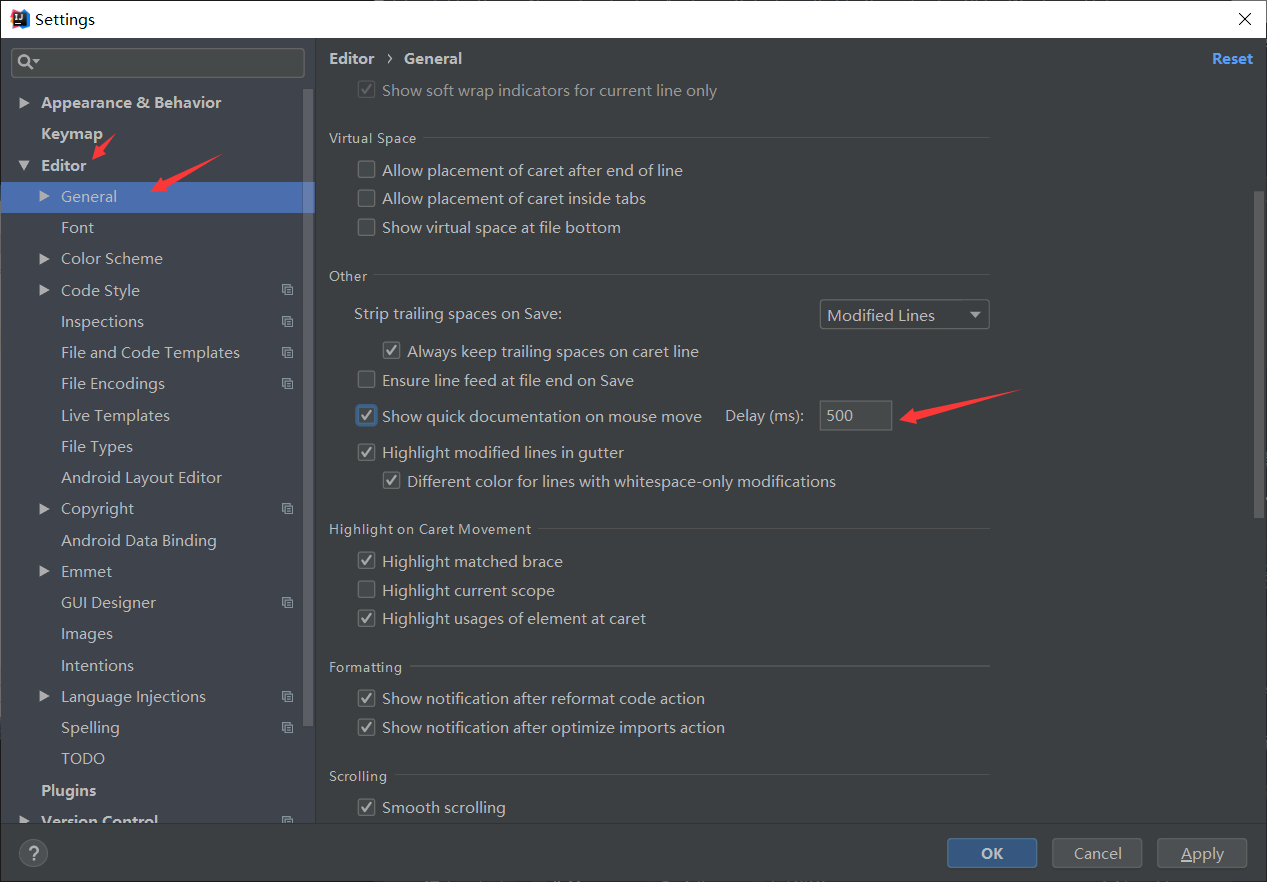 Settings
Editor › General
Reset
Appearance & Behavior
Keymap
Editor
General
Font
Color Scheme
Code Style
Inspections
File and Code Templates
File Encodings
Live Templates
File Types
Android Layout Editor
Copyright
Android Data Binding
Emmet
GUI Designer
Images
Intentions
Language Injections
Spelling
TODO
Plugins
Version Control
Show soft wrap indicators for current line only
Virtual Space
Allow placement of caret after end of line
Allow placement of caret inside tabs
Show virtual space at file bottom
Other
Strip trailing spaces on Save: Modified Lines
Always keep trailing spaces on caret line
Ensure line feed at file end on Save
Show quick documentation on mouse move Delay (ms): 500
Highlight modified lines in gutter
Different color for lines with whitespace-only modifications
Highlight on Caret Movement
Highlight matched brace
Highlight current scope
Highlight usages of element at caret
Formatting
Show notification after reformat code action
Show notification after optimize imports action
Scrolling
Smooth scrolling
?
OK Cancel Apply